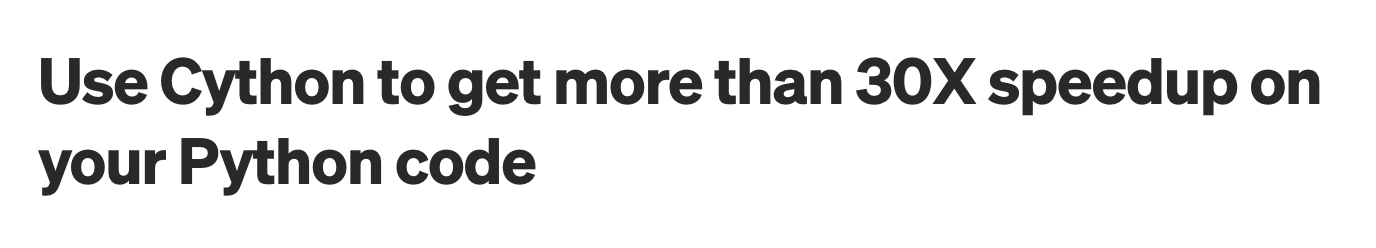 Use Cython to get more than 30X speedup on
your Python code